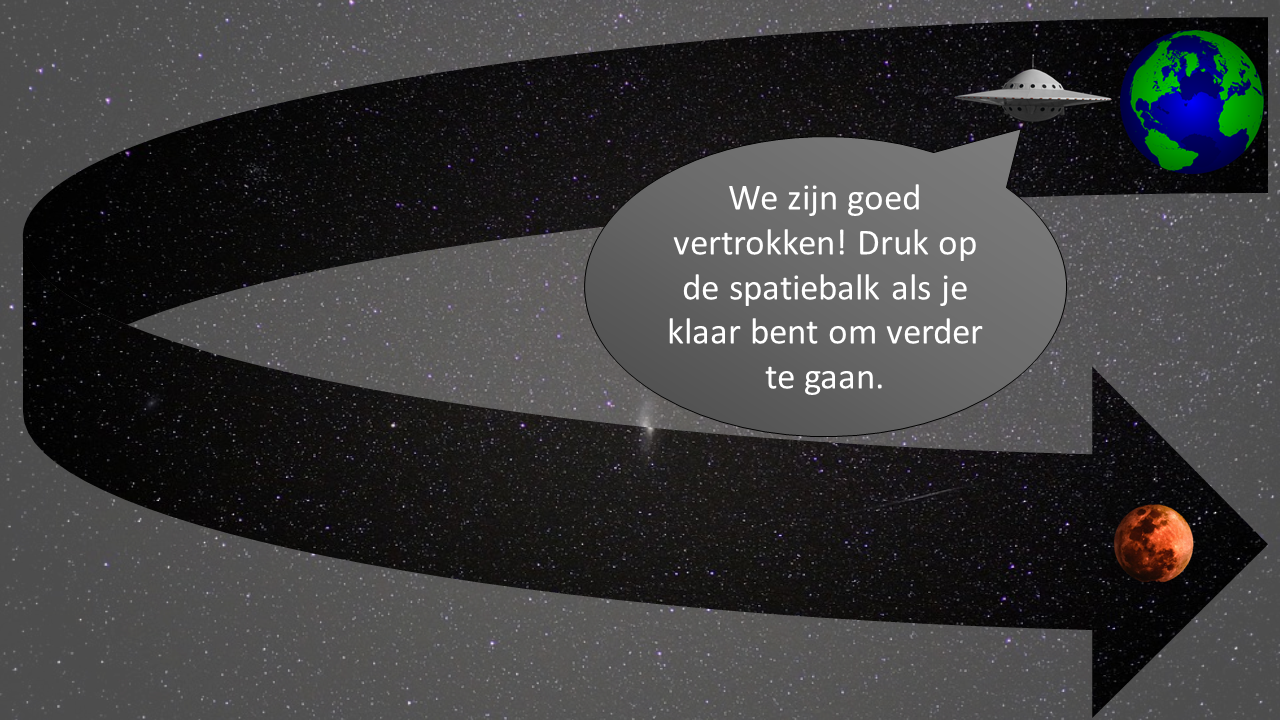 We zijn goed
vertrokken! Druk op
de spatiebalk als je
klaar bent om verder
te gaan.